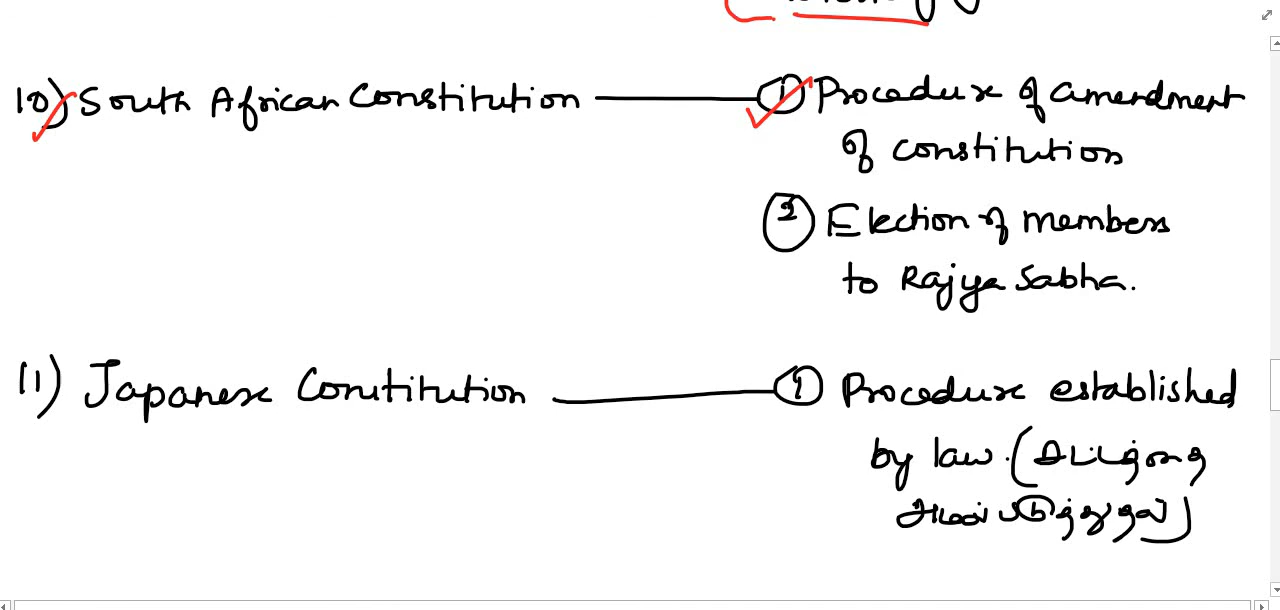 10) South African Constitution — ① Procedure of amendment
of constitution
② Election of members
to Rajya Sabha.
11) Japanese Constitution — ① Procedure established
by law. (